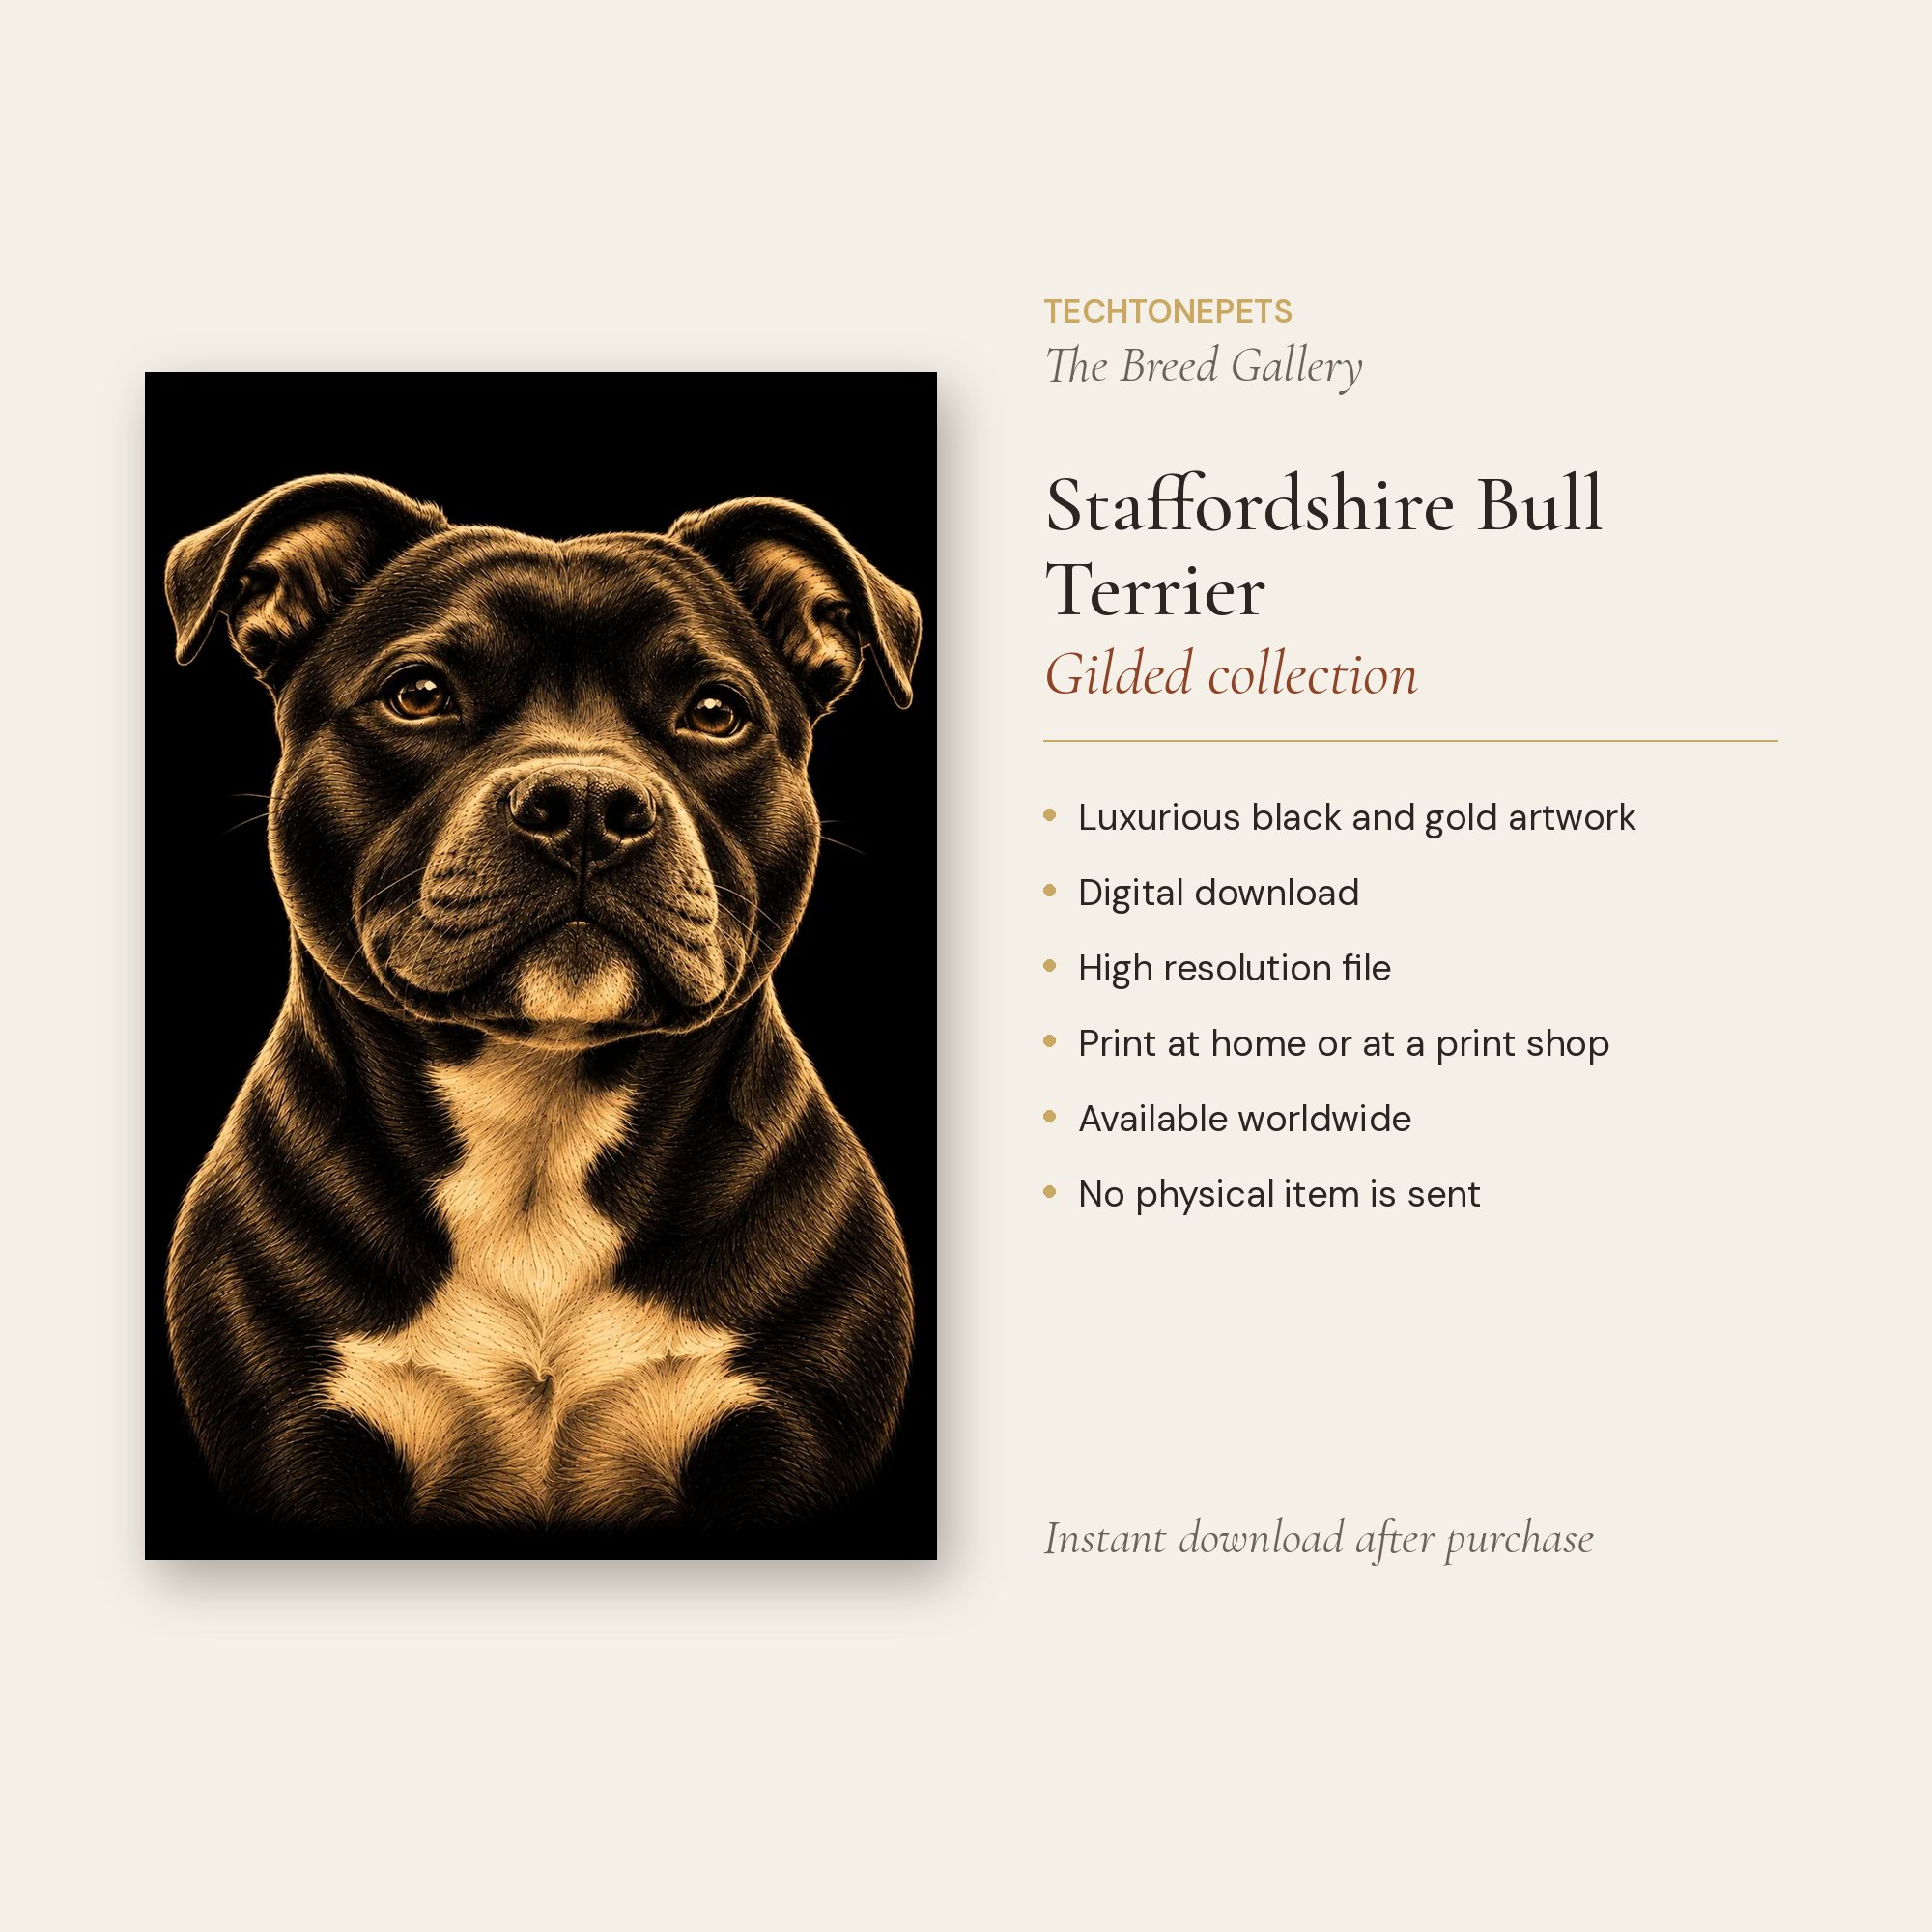 TECHTONEPETS
The Breed Gallery
Staffordshire Bull
Terrier
Gilded collection
Luxurious black and gold artwork
Digital download
High resolution file
Print at home or at a print shop
Available worldwide
No physical item is sent
Instant download after purchase